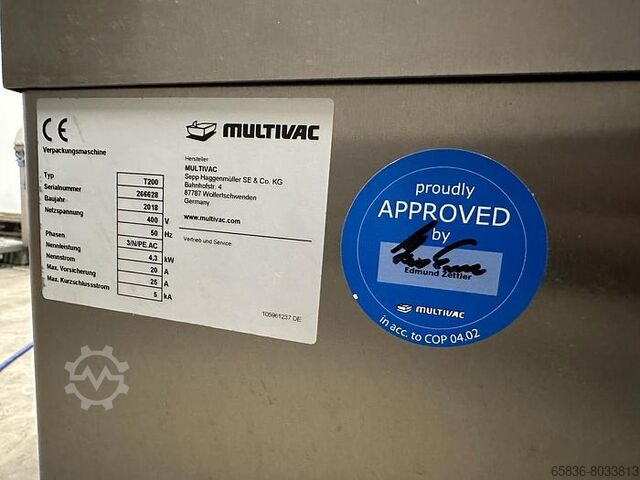 CE
MULTIVAC
Verpackungsmaschine
Typ T200
Serialnummer 266628
Baujahr 2018
Netzspannung 400 V
50 Hz
Phasen 3/N/PE.AC
Nennleistung 4,3 kW
Nennstrom 20 A
Max. Vorsicherung 25 A
Max. Kurzschlussstrom 5 kA
Hersteller
MULTIVAC
Sepp Haggenmüller SE & Co. KG
Bahnhofstr. 4
87787 Wolfertschwenden
Germany
www.multivac.com
Vertrieb und Service
105961237 DE
proudly
APPROVED
by
Edmund Zettler
MULTIVAC
in acc. to COP 04.02
65836-8033813